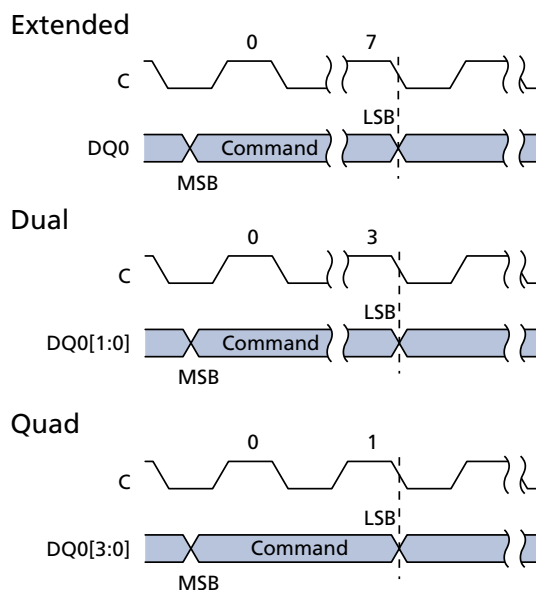 Extended
0 7
C
LSB
DQ0 Command
MSB
Dual
0 3
C
LSB
DQ0[1:0] Command
MSB
Quad
0 1
C
LSB
DQ0[3:0] Command
MSB